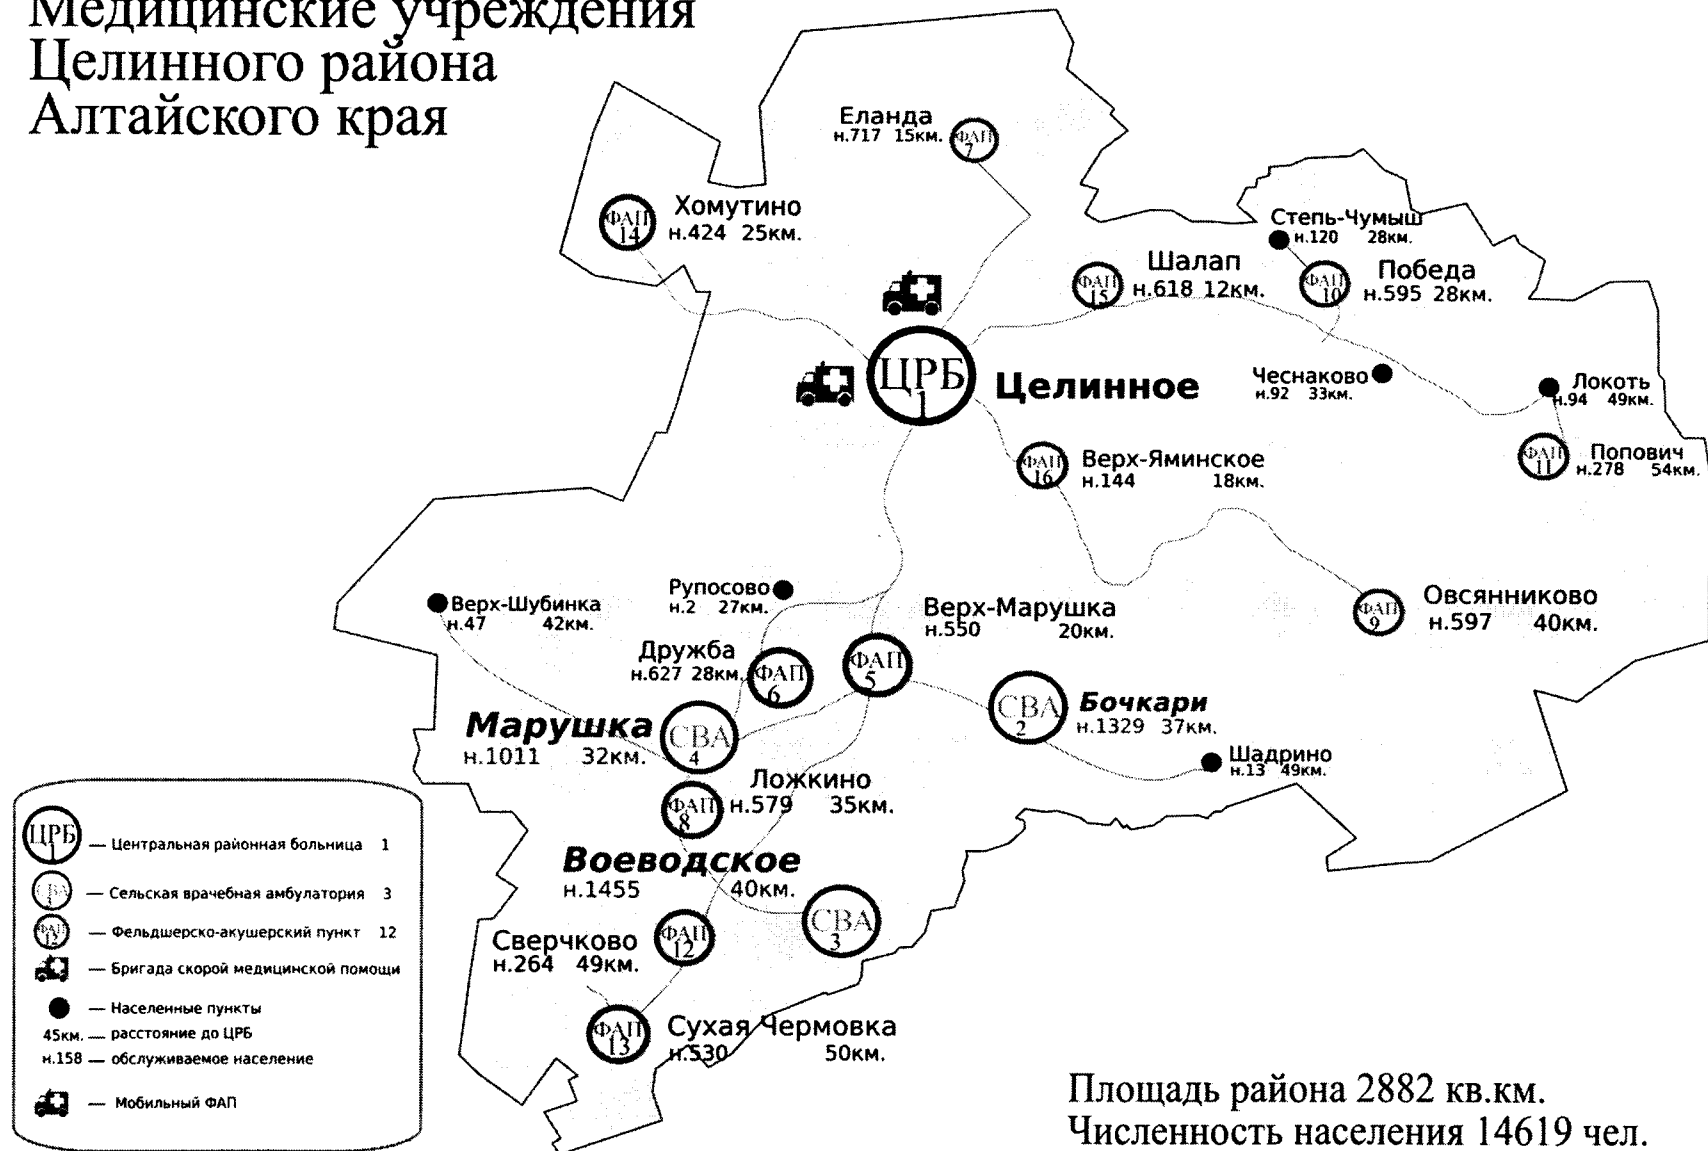 Медицинские учреждения
Целинного района
Алтайского края
Еланда
н.717 15км.
ФАП
7
Хомутино
н.424 25км.
ФАП
14
Степь-Чумыш
н.120 28км.
Шалап
н.618 12км.
ФАП
15
Победа
н.595 28км.
ФАП
10
ЦРБ
1
Целинное
Чеснаково
н.92 33км.
Локоть
н.94 49км.
ФАП
16
Верх-Яминское
н.144 18км.
ФАП
11
Попович
н.278 54км.
Верх-Шубинка
н.47 42км.
Рупосово
н.2 27км.
Верх-Марушка
н.550 20км.
ФАП
5
Овсянниково
н.597 40км.
ФАП
9
Дружба
н.627 28км.
ФАП
6
Марушка
н.1011 32км.
СВА
4
СВА
2
Бочкари
н.1329 37км.
Шадрино
н.13 49км.
Ложкино
н.579 35км.
ФАП
8
Воеводское
н.1455 40км.
СВА
3
Сверчково
н.264 49км.
ФАП
12
Сухая Чермовка
н.530 50км.
ФАП
13
ЦРБ
1
— Центральная районная больница 1
СВА
— Сельская врачебная амбулатория 3
ФАП
12
— Фельдшерско-акушерский пункт 12
— Бригада скорой медицинской помощи
— Населенные пункты
45км. — расстояние до ЦРБ
н.158 — обслуживаемое население
— Мобильный ФАП
Площадь района 2882 кв.км.
Численность населения 14619 чел.